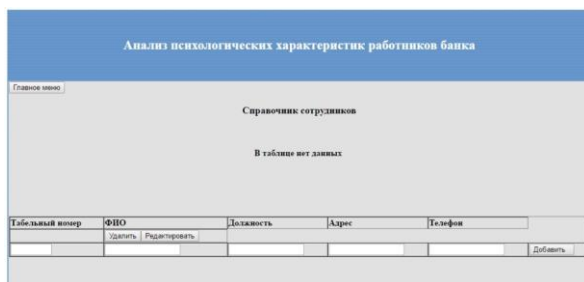 Анализ психологических характеристик работников банка
Главное меню
Справочник сотрудников
В таблице нет данных
Табельный номер ФИО Должность Адрес Телефон
Удалить Редактировать
Добавить